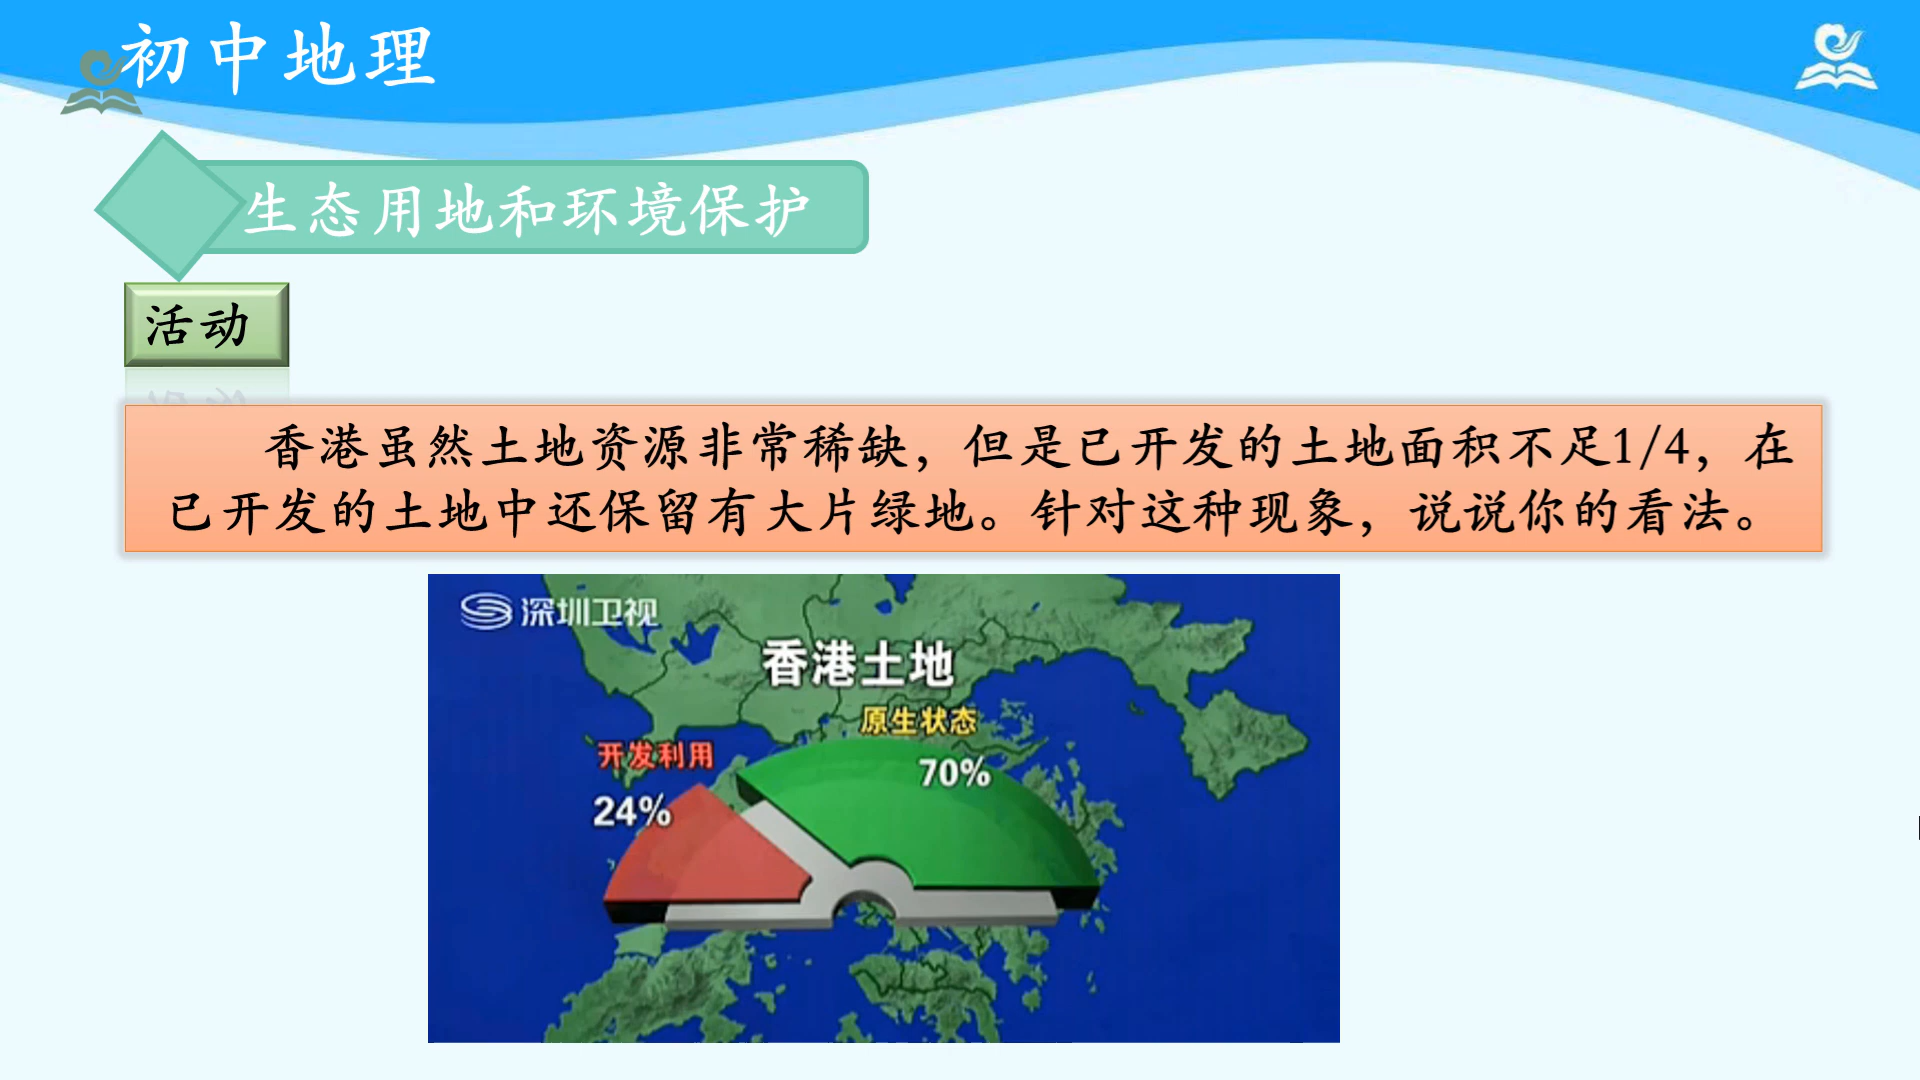 初中地理
生态用地和环境保护
活动
香港虽然土地资源非常稀缺，但是已开发的土地面积不足1/4，在
已开发的土地中还保留有大片绿地。针对这种现象，说说你的看法。
深圳卫视
香港土地
原生状态
70%
开发利用
24%